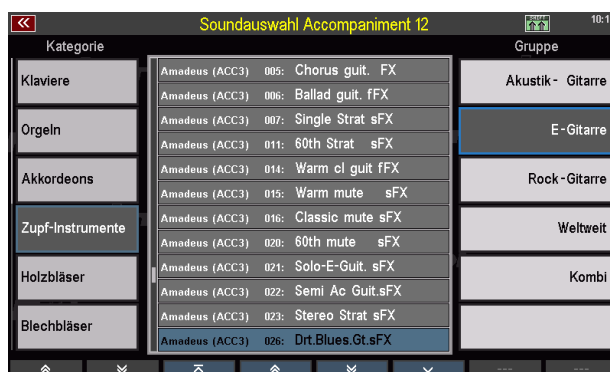 Soundauswahl Accompaniment 12
10:1
Kategorie
Gruppe
Klaviere
Orgeln
Akkordeons
Zupf-Instrumente
Holzbläser
Blechbläser
Amadeus (ACC3) 005: Chorus guit. FX
Amadeus (ACC3) 006: Ballad guit. fFX
Amadeus (ACC3) 007: Single Strat sFX
Amadeus (ACC3) 011: 60th Strat sFX
Amadeus (ACC3) 014: Warm cl guit fFX
Amadeus (ACC3) 015: Warm mute sFX
Amadeus (ACC3) 016: Classic mute sFX
Amadeus (ACC3) 020: 60th mute sFX
Amadeus (ACC3) 021: Solo-E-Guit. sFX
Amadeus (ACC3) 022: Semi Ac Guit.sFX
Amadeus (ACC3) 023: Stereo Strat sFX
Amadeus (ACC3) 026: Drt.Blues.Gt.sFX
Akustik- Gitarre
E-Gitarre
Rock-Gitarre
Weltweit
Kombi
--- ---